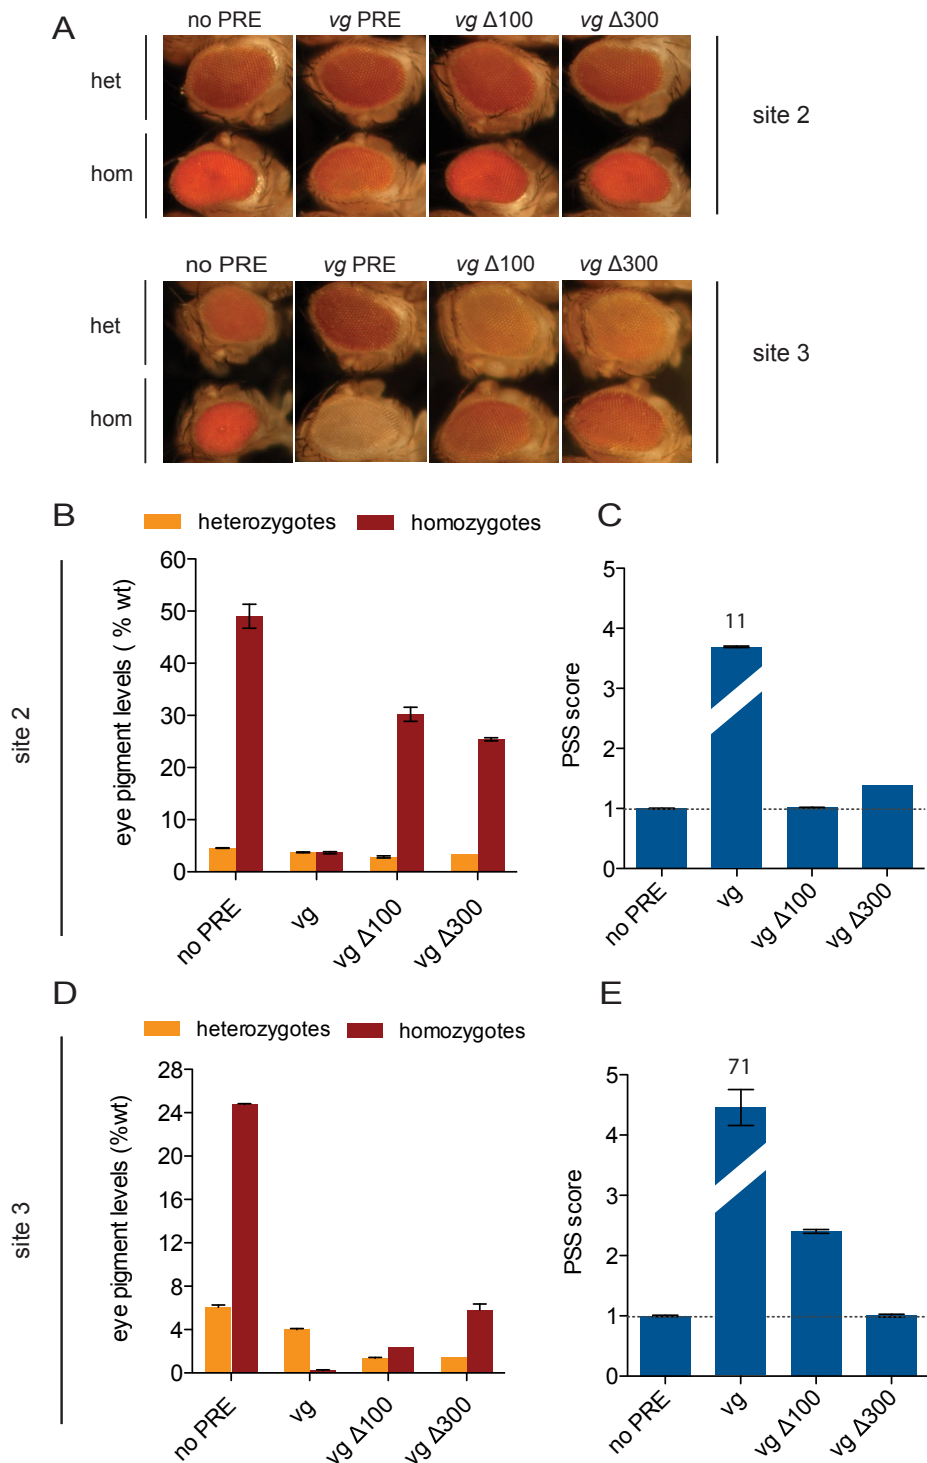 A
no PRE vg PRE vg Δ100 vg Δ300
het
hom
site 2
no PRE vg PRE vg Δ100 vg Δ300
het
hom
site 3
B
heterozygotes homozygotes
site 2
eye pigment levels ( % wt)
60
50
40
30
20
10
0
no PRE vg vg Δ100 vg Δ300
C
PSS score
5
4
3
2
1
0
11
no PRE vg vg Δ100 vg Δ300
D
heterozygotes homozygotes
site 3
eye pigment levels (%wt)
28
24
20
16
12
8
4
0
no PRE vg vg Δ100 vg Δ300
E
PSS score
5
4
3
2
1
0
71
no PRE vg vg Δ100 vg Δ300